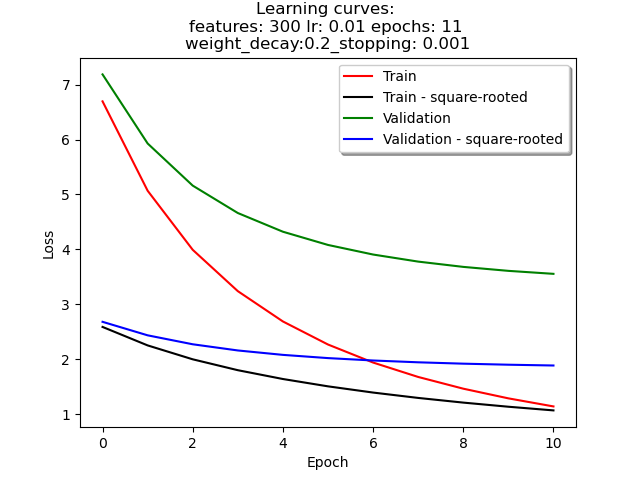 Learning curves:
features: 300 lr: 0.01 epochs: 11
weight_decay:0.2_stopping: 0.001
Train
Train - square-rooted
Validation
Validation - square-rooted
7
6
5
4
3
2
1
Loss
0
2
4
6
8
10
Epoch